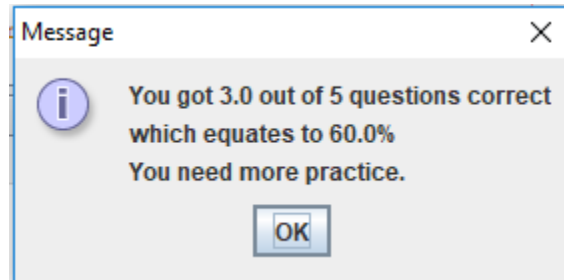 Message
You got 3.0 out of 5 questions correct
which equates to 60.0%
You need more practice.
OK